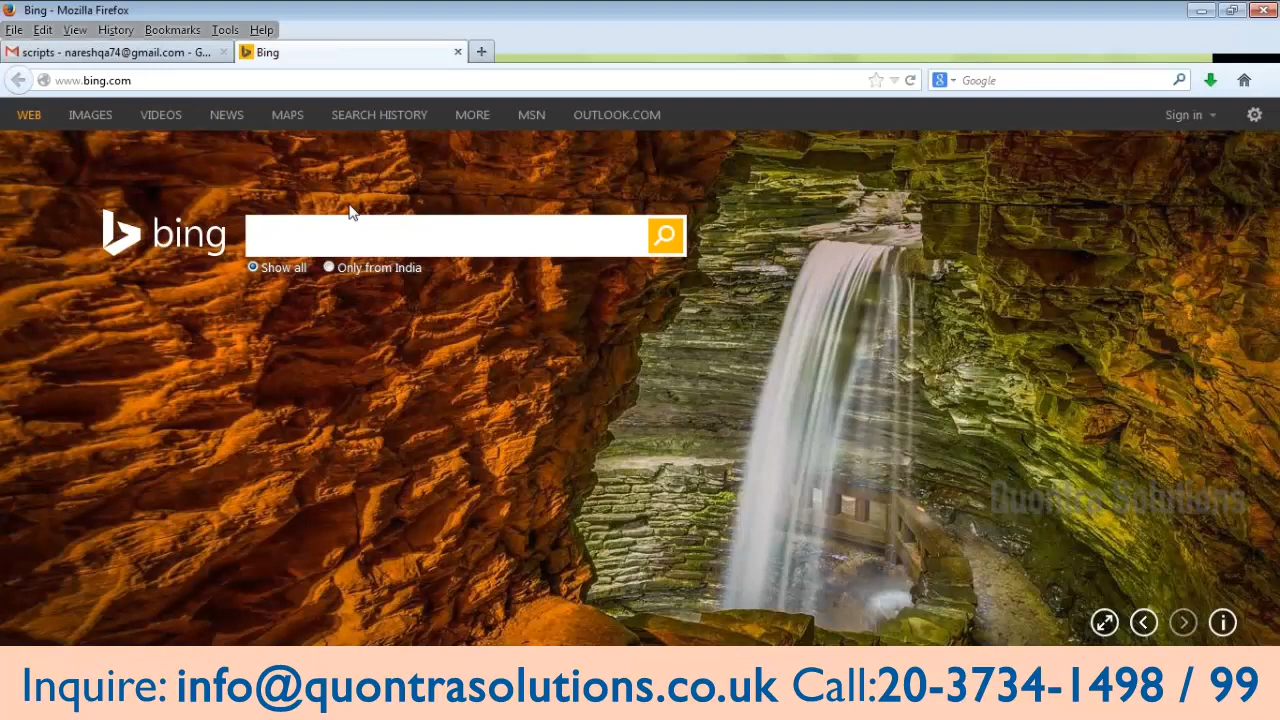 Bing - Mozilla Firefox
File Edit View History Bookmarks Tools Help
scripts - nareshqa74@gmail.com - G... × Bing × +
www.bing.com
Google
WEB IMAGES VIDEOS NEWS MAPS SEARCH HISTORY MORE MSN OUTLOOK.COM Sign in
bing
Show all Only from India
Quontra Solutions
Inquire: info@quontrasolutions.co.uk Call:20-3734-1498 / 99